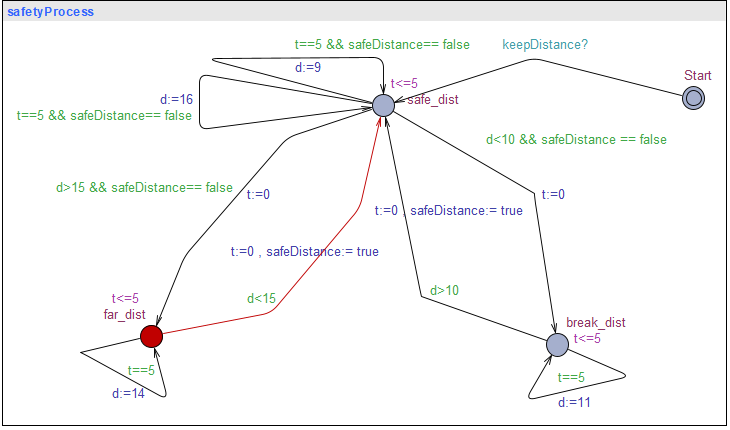 safetyProcess
t==5 && safeDistance== false
keepDistance?
d:=9
t<=5
Start
d:=16
safe_dist
t==5 && safeDistance== false
d<10 && safeDistance == false
d>15 && safeDistance== false
t:=0
t:=0
t:=0 , safeDistance:= true
t:=0 , safeDistance:= true
d>10
t<=5
d<15
far_dist
break_dist
t<=5
t==5
t==5
d:=14
d:=11